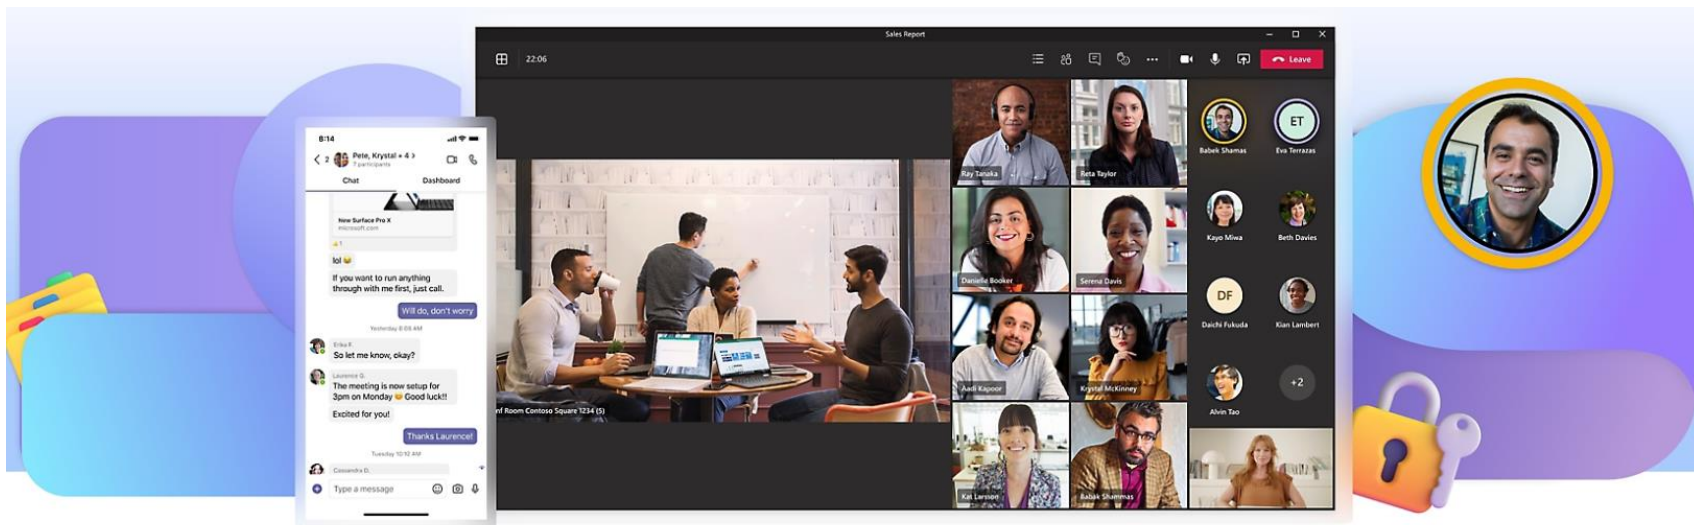 8:14
2
Pete, Krystal + 4 >
7 participants
Chat
Dashboard
New Surface Pro X
microsoft.com
1
lol
If you want to run anything
through with me first, just call.
Will do, don't worry
Yesterday 8:09 AM
Erika F.
So let me know, okay?
Laurence G.
The meeting is now setup for
3pm on Monday 😊 Good luck!!
Excited for you!
Thanks Laurence!
Tuesday 10:12 AM
Cassandra D.
Type a message
Sales Report
22:06
Leave
nf Room Contoso Square 1234 (5)
Ray Tanaka
Reta Taylor
Danielle Booker
Serena Davis
Aadi Kapoor
Krystal McKinney
Kat Larsson
Babak Shammas
Babek Shamas
ET
Eva Terrazas
Kayo Miwa
Beth Davies
DF
Daichi Fukuda
Kian Lambert
Alvin Tao
+2